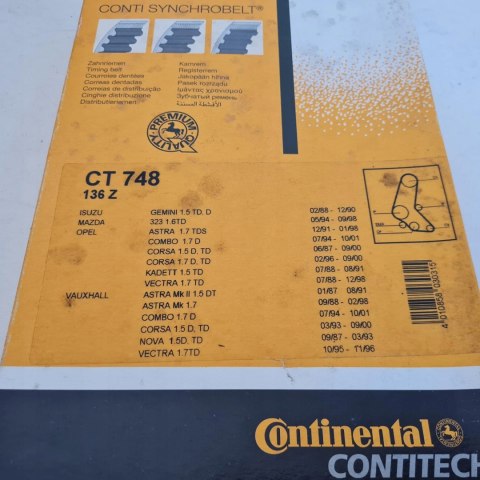 CONTI SYNCHROBELT®
Zahnriemen Kamrem
Timing belt Registerrem
Courroies dentées Jakopään hihna
Correas dentadas Pasek rozrządu
Correias de distribuição ιμάντας χρονισμού
Cinghie distribuzione Зубчатый ремень
Distributieriemen الأقشطة المسننة
PREMIUM
QUALITY
CT 748
136 Z
ISUZU GEMINI 1.5 TD, D 02/88 - 12/90
MAZDA 323 1.6TD 05/94 - 09/98
OPEL ASTRA 1.7 TDS 12/91 - 01/98
COMBO 1.7 D 07/94 - 10/01
CORSA 1.5 D, TD 06/87 - 09/00
CORSA 1.7 D, TD 02/96 - 09/00
KADETT 1.5 TD 07/88 - 08/91
VECTRA 1.7 TD 07/88 - 12/98
VAUXHALL ASTRA Mk II 1.5 DT 01/87 - 08/91
ASTRA Mk 1.7 09/88 - 02/98
COMBO 1.7 D 07/94 - 10/01
CORSA 1.5 D, TD 03/93 - 09/00
NOVA 1.5D, TD 09/87 - 03/93
VECTRA 1.7TD 10/95 - 11/96
Continental
CONTITECH